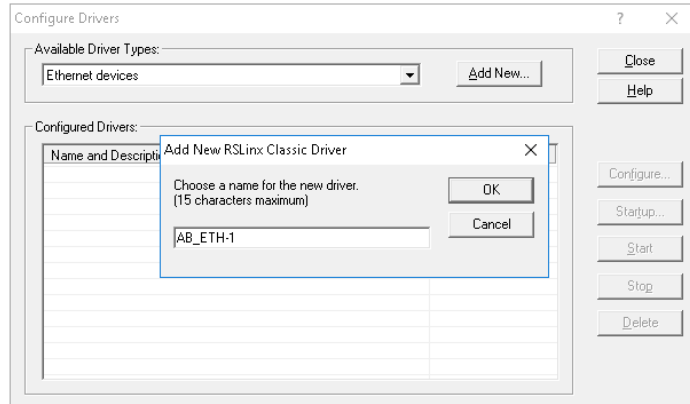 Configure Drivers
? ×
Available Driver Types:
Ethernet devices
Add New...
Close
Help
Configured Drivers:
Name and Descripti
Add New RSLinx Classic Driver ×
Choose a name for the new driver.
(15 characters maximum)
AB_ETH-1
OK
Cancel
Configure...
Startup...
Start
Stop
Delete